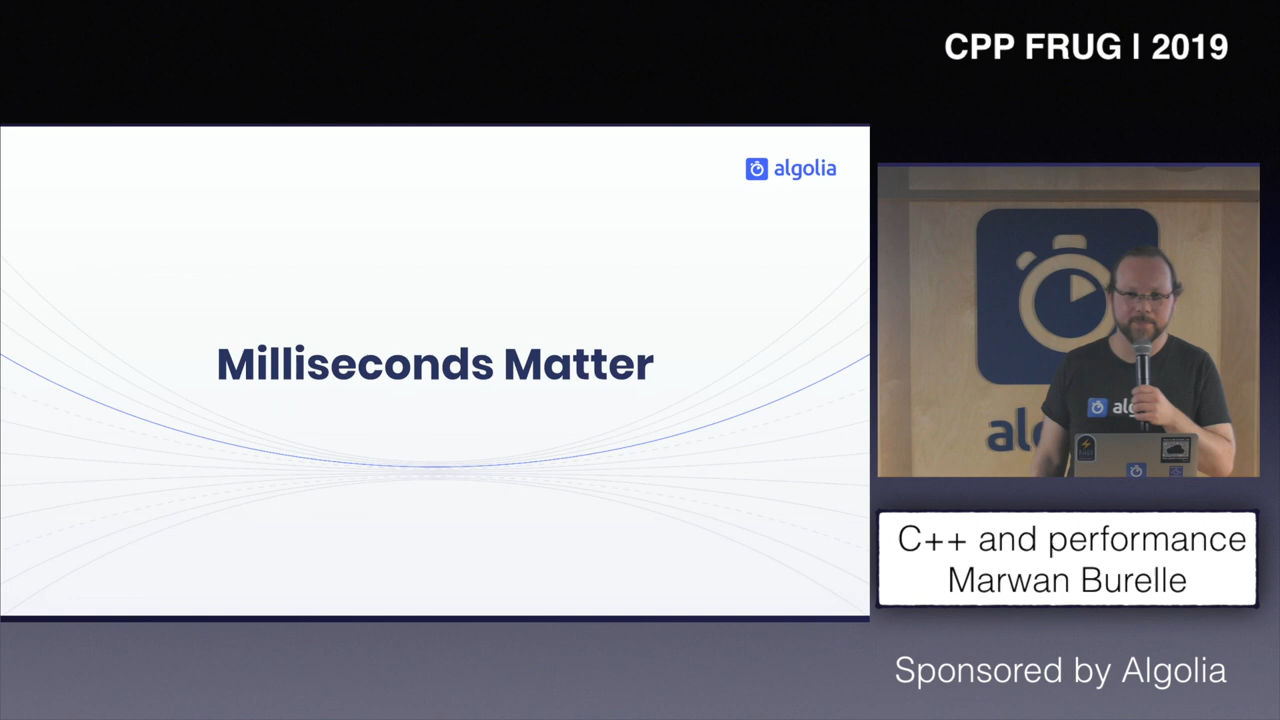 CPP FRUG | 2019
algolia
Milliseconds Matter
C++ and performance
Marwan Burelle
Sponsored by Algolia